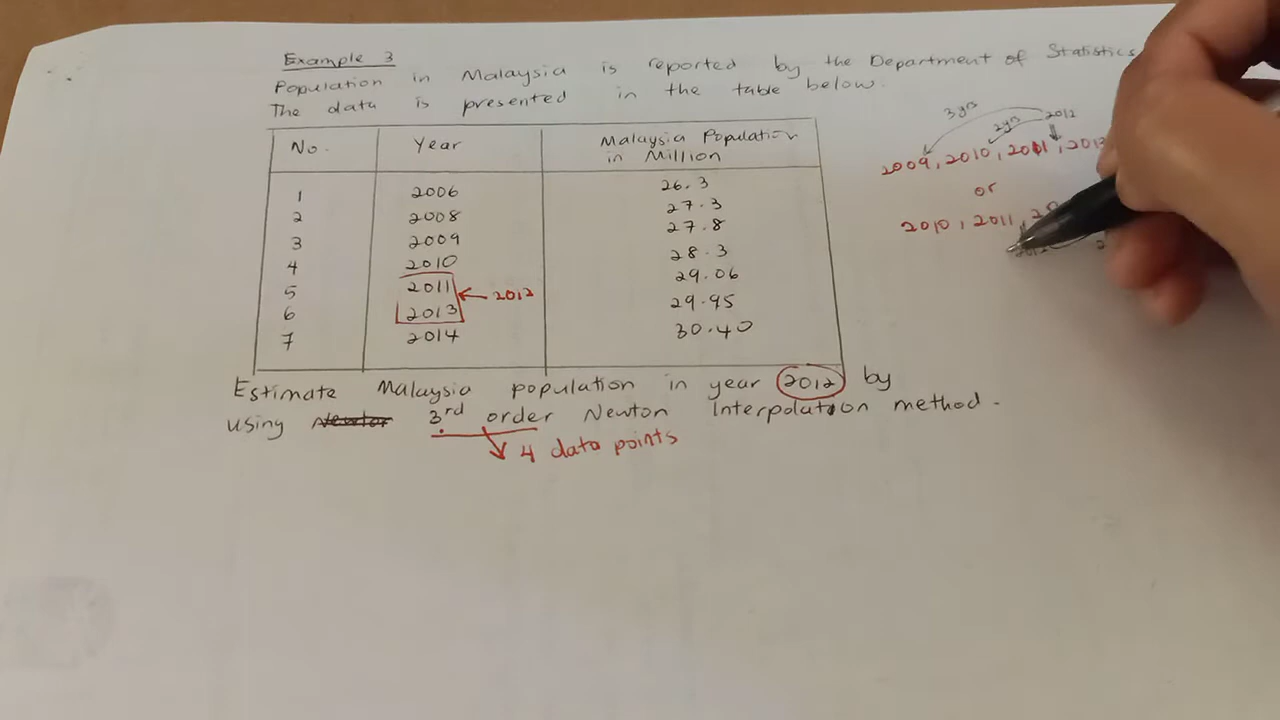 Example 3
Population in Malaysia is reported by the Department of Statistics
The data is presented in the table below.
No. Year Malaysia Population in Million
1 2006 26.3
2 2008 27.3
3 2009 27.8
4 2010 28.3
5 2011 29.06
6 2013 29.95
7 2014 30.40
← 2012
Estimate Malaysia population in year 2012 by
using Newton 3rd order Newton Interpolation method.
4 data points
3yrs 2yrs 2012
2009, 2010, 2011, 2013
or
2010, 2011,